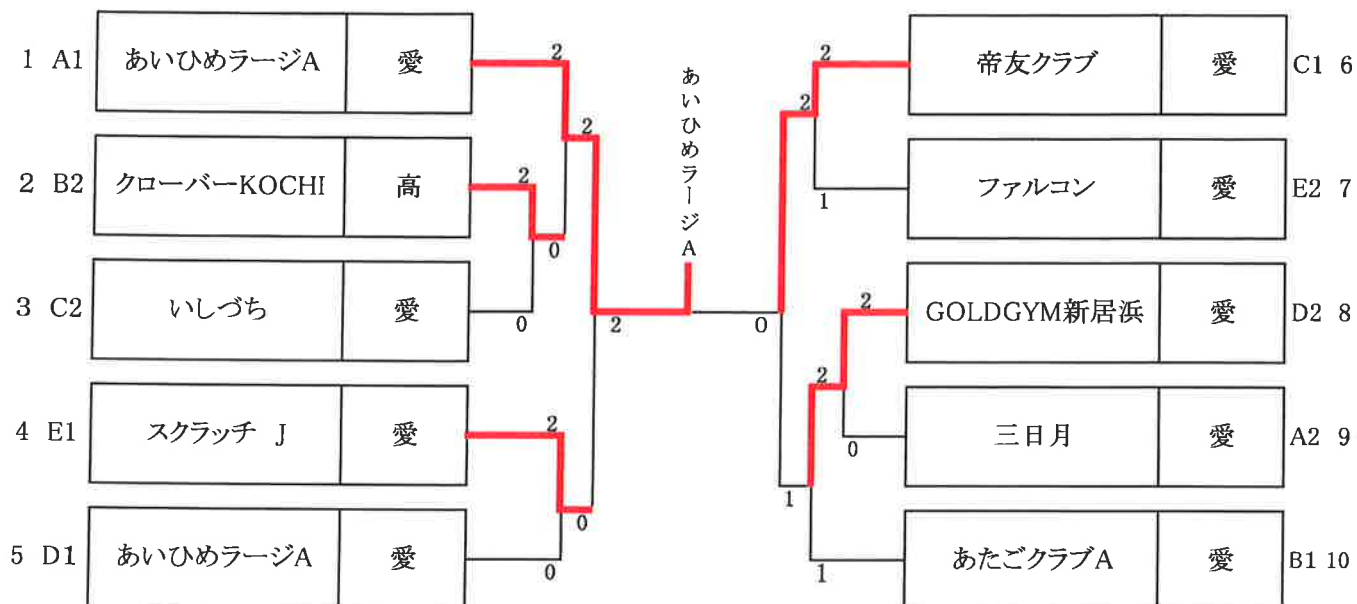 1 A1 あいひめラージA 愛
2
2
2 B2 クローバーKOCHI 高
2
0
3 C2 いしづち 愛
0
2
4 E1 スクラッチ J 愛
2
0
5 D1 あいひめラージA 愛
0
あいひめラージA
帝友クラブ 愛 C1 6
2
2
ファルコン 愛 E2 7
1
0
GOLDGYM新居浜 愛 D2 8
2
2
三日月 愛 A2 9
0
1
あたごクラブA 愛 B1 10
1